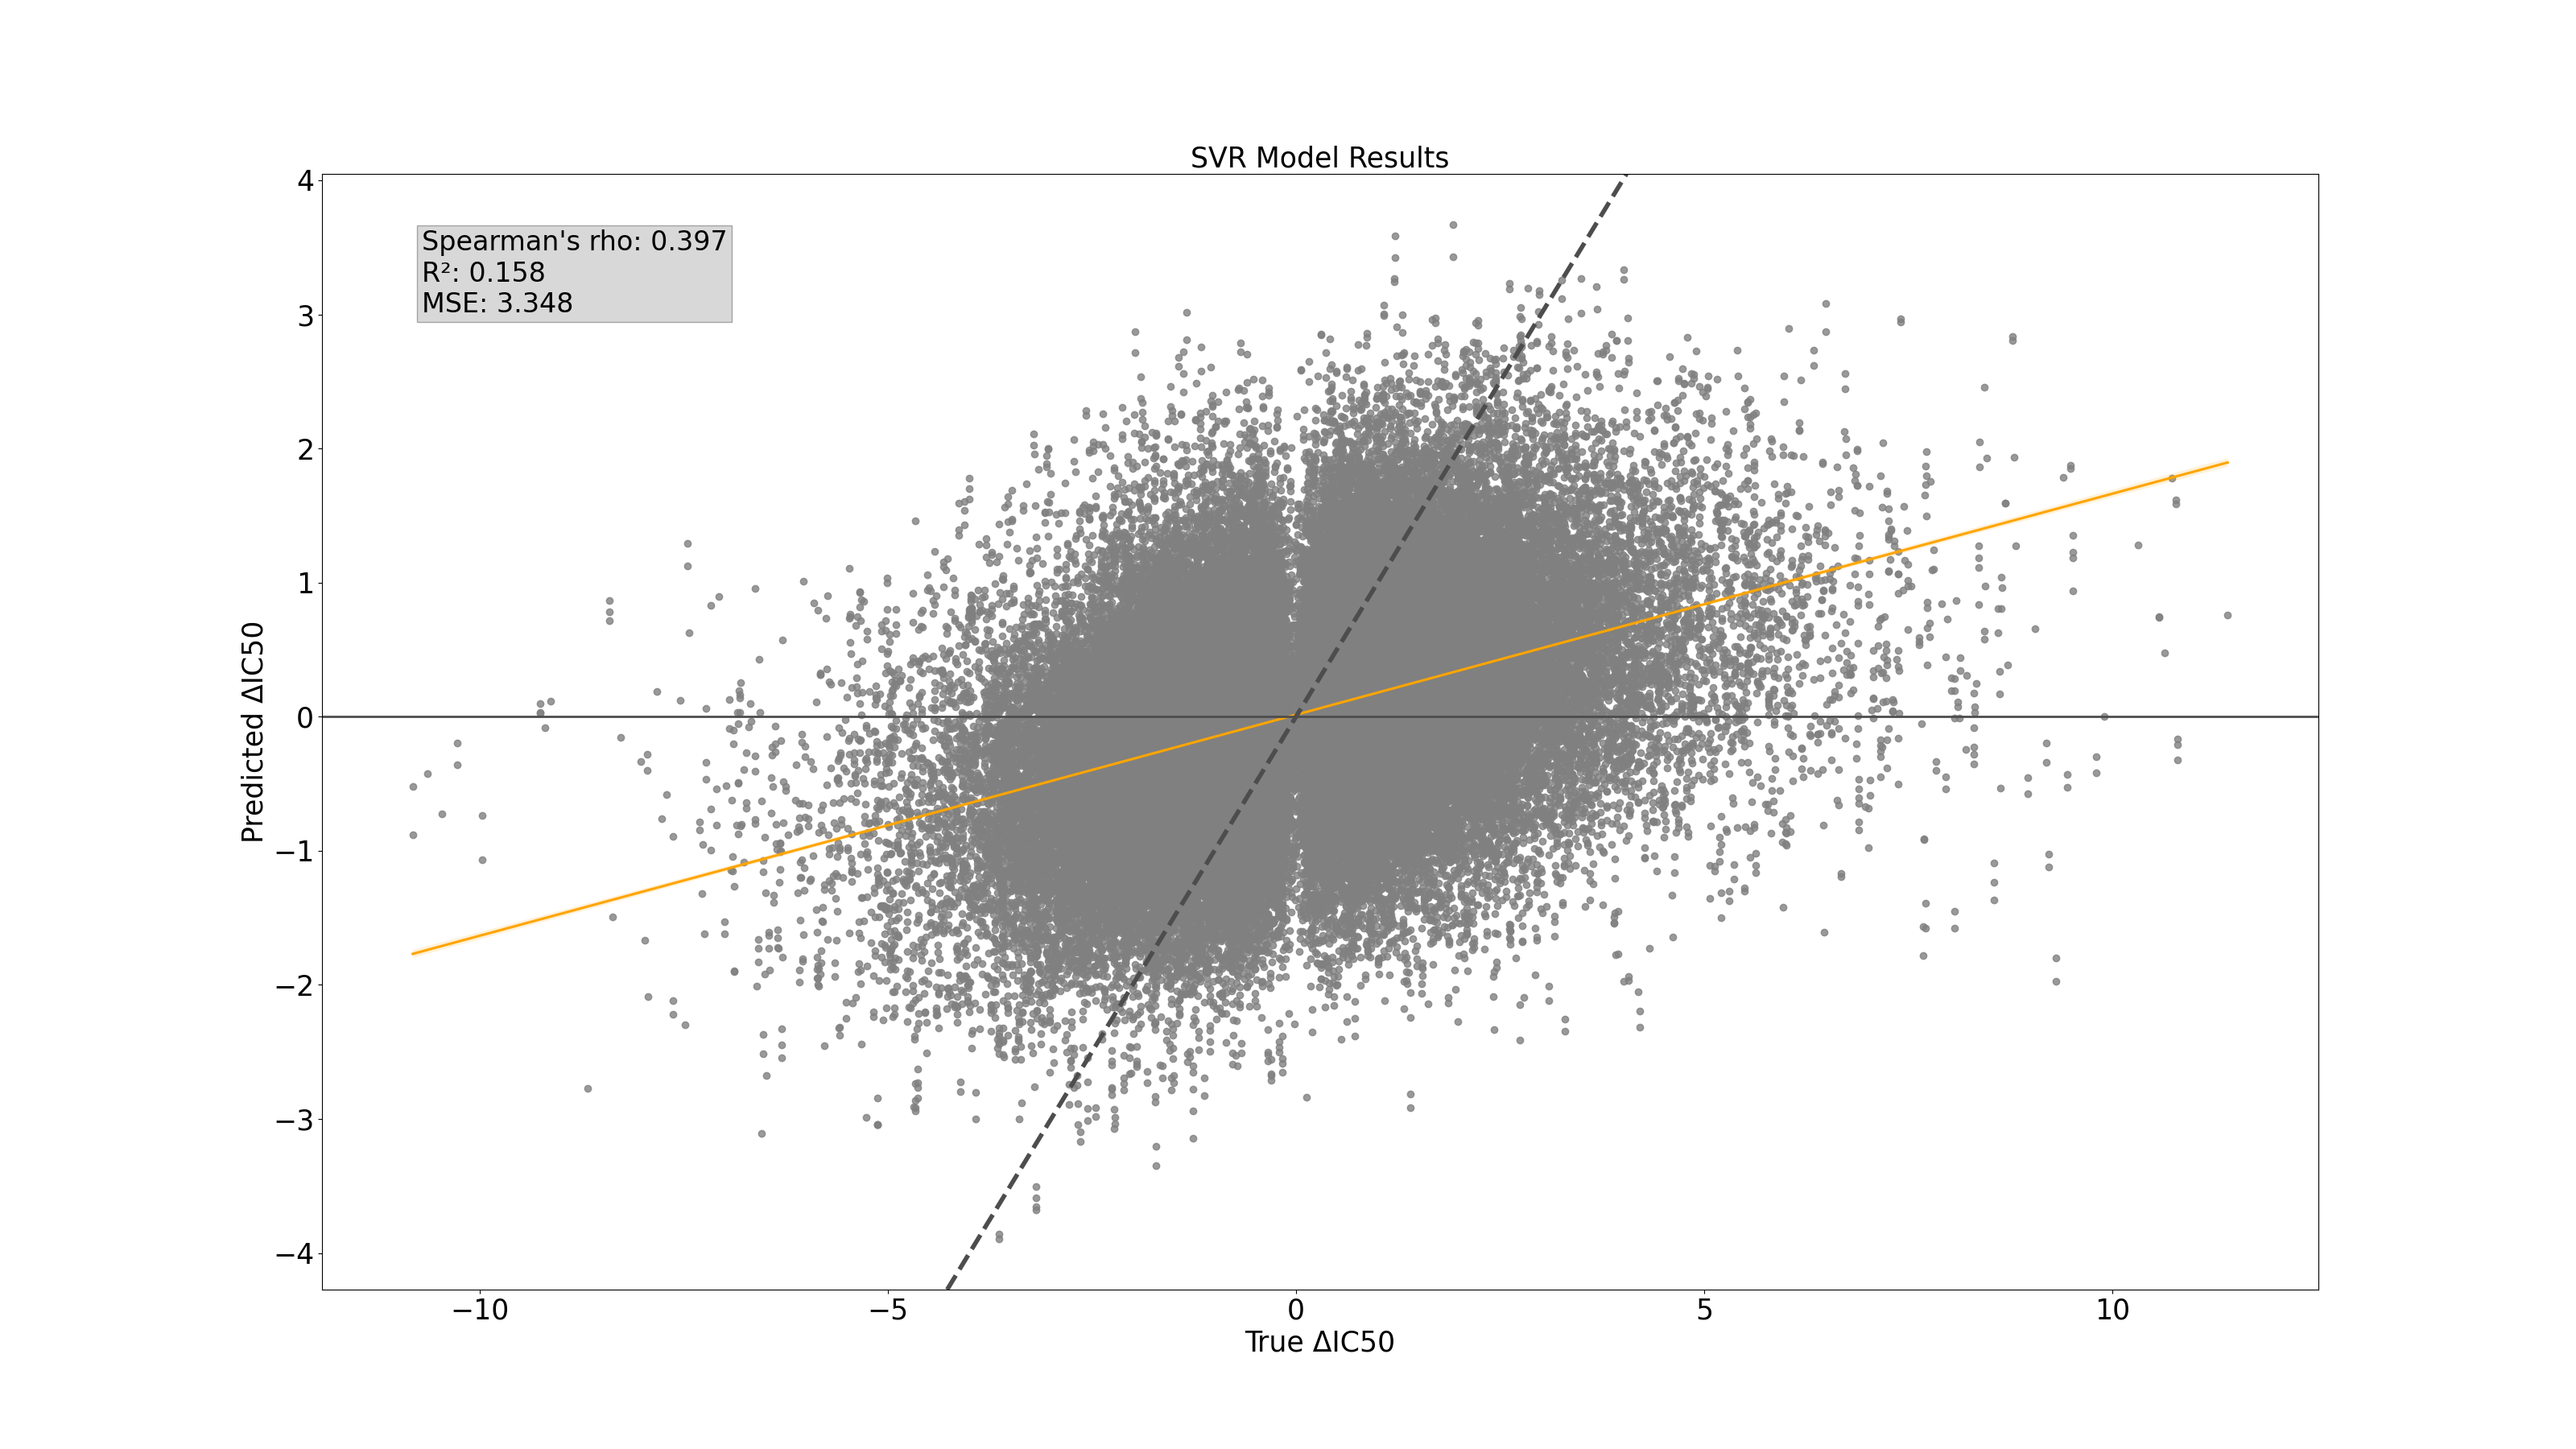 SVR Model Results
4
Spearman's rho: 0.397
R²: 0.158
MSE: 3.348
3
2
1
0
−1
−2
−3
−4
Predicted ΔIC50
−10 −5 0 5 10
True ΔIC50